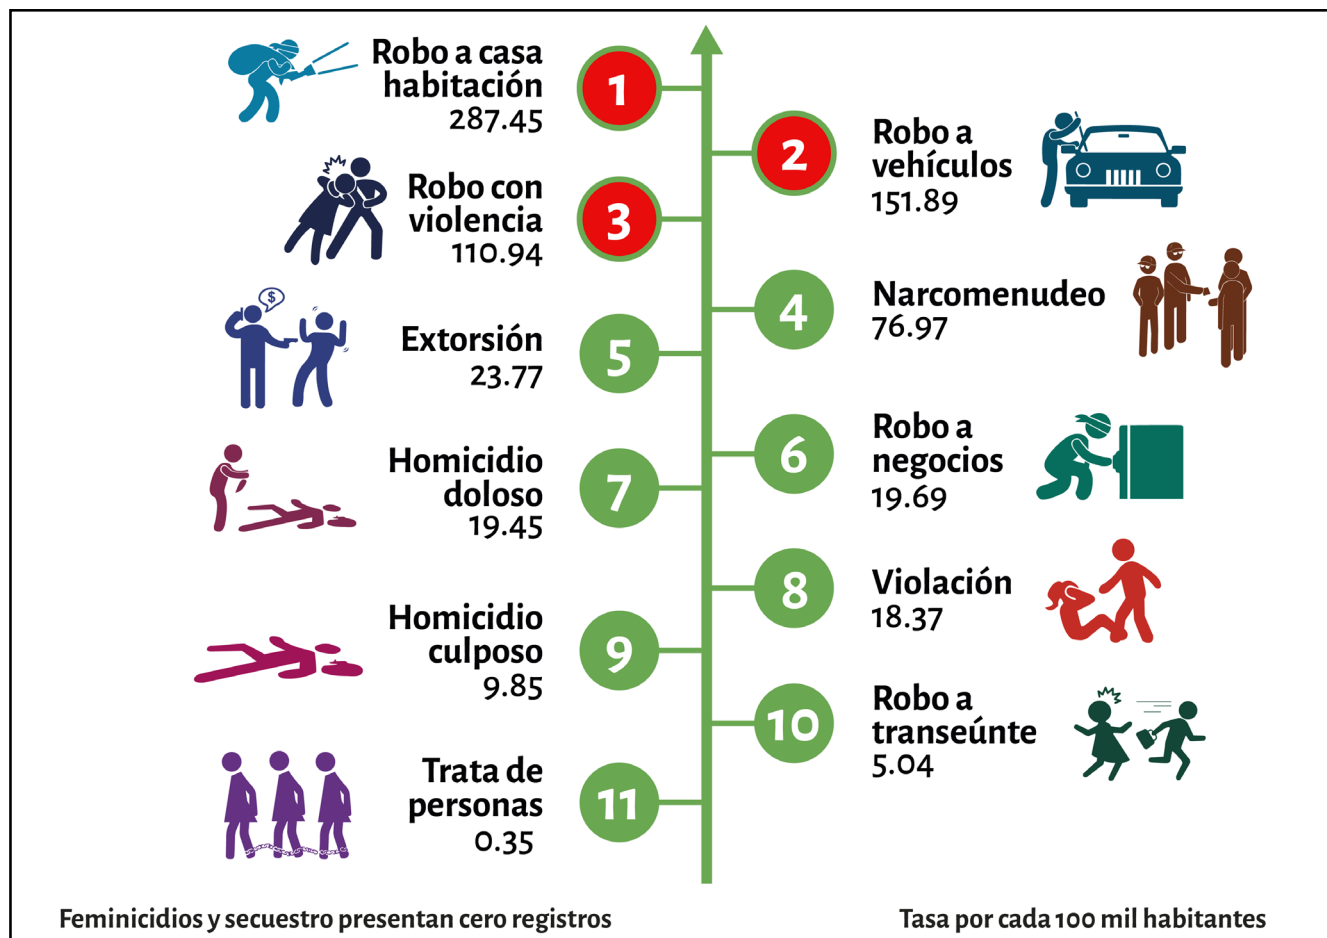 Robo a casa
habitación
287.45
1
2
Robo a
vehículos
151.89
Robo con
violencia
110.94
3
4
Narcomenudeo
76.97
$
Extorsión
23.77
5
6
Robo a
negocios
19.69
Homicidio
doloso
19.45
7
8
Violación
18.37
Homicidio
culposo
9.85
9
10
Robo a
transeúnte
5.04
Trata de
personas
0.35
11
Feminicidios y secuestro presentan cero registros
Tasa por cada 100 mil habitantes